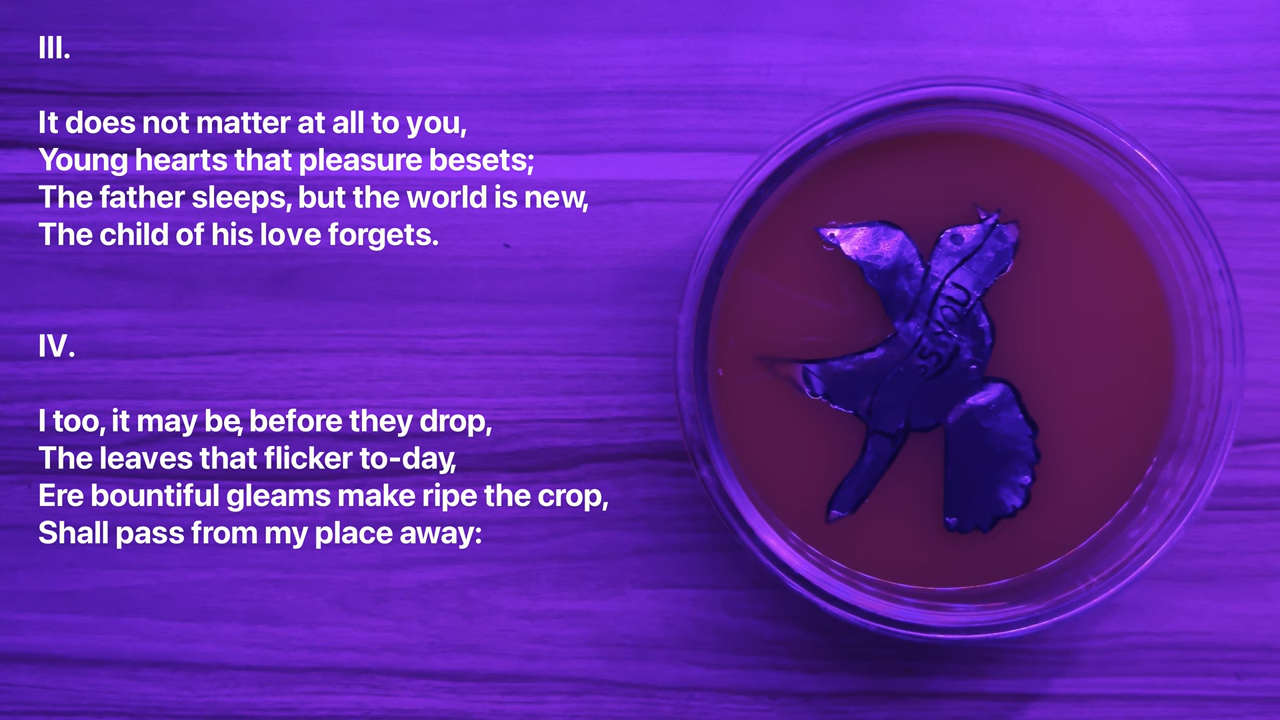 III.
It does not matter at all to you,
Young hearts that pleasure besets;
The father sleeps, but the world is new,
The child of his love forgets.
IV.
I too, it may be, before they drop,
The leaves that flicker to-day,
Ere bountiful gleams make ripe the crop,
Shall pass from my place away:
YOU